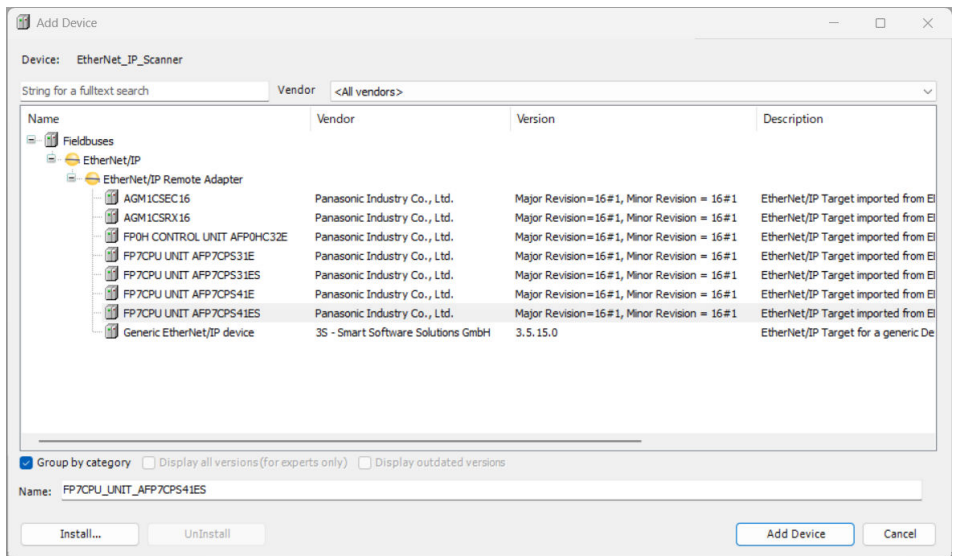 Add Device
Device: EtherNet_IP_Scanner
String for a fulltext search Vendor <All vendors>
Name Vendor Version Description
Fieldbuses
EtherNet/IP
EtherNet/IP Remote Adapter
AGM1CSEC16 Panasonic Industry Co., Ltd. Major Revision=16#1, Minor Revision = 16#1 EtherNet/IP Target imported from EI
AGM1CSRX16 Panasonic Industry Co., Ltd. Major Revision=16#1, Minor Revision = 16#1 EtherNet/IP Target imported from EI
FP0H CONTROL UNIT AFP0HC32E Panasonic Industry Co., Ltd. Major Revision=16#1, Minor Revision = 16#1 EtherNet/IP Target imported from EI
FP7CPU UNIT AFP7CPS31E Panasonic Industry Co., Ltd. Major Revision=16#1, Minor Revision = 16#1 EtherNet/IP Target imported from EI
FP7CPU UNIT AFP7CPS31ES Panasonic Industry Co., Ltd. Major Revision=16#1, Minor Revision = 16#1 EtherNet/IP Target imported from EI
FP7CPU UNIT AFP7CPS41E Panasonic Industry Co., Ltd. Major Revision=16#1, Minor Revision = 16#1 EtherNet/IP Target imported from EI
FP7CPU UNIT AFP7CPS41ES Panasonic Industry Co., Ltd. Major Revision=16#1, Minor Revision = 16#1 EtherNet/IP Target imported from EI
Generic EtherNet/IP device 3S - Smart Software Solutions GmbH 3.5.15.0 EtherNet/IP Target for a generic De
Group by category Display all versions (for experts only) Display outdated versions
Name: FP7CPU_UNIT_AFP7CPS41ES
Install... UnInstall Add Device Cancel